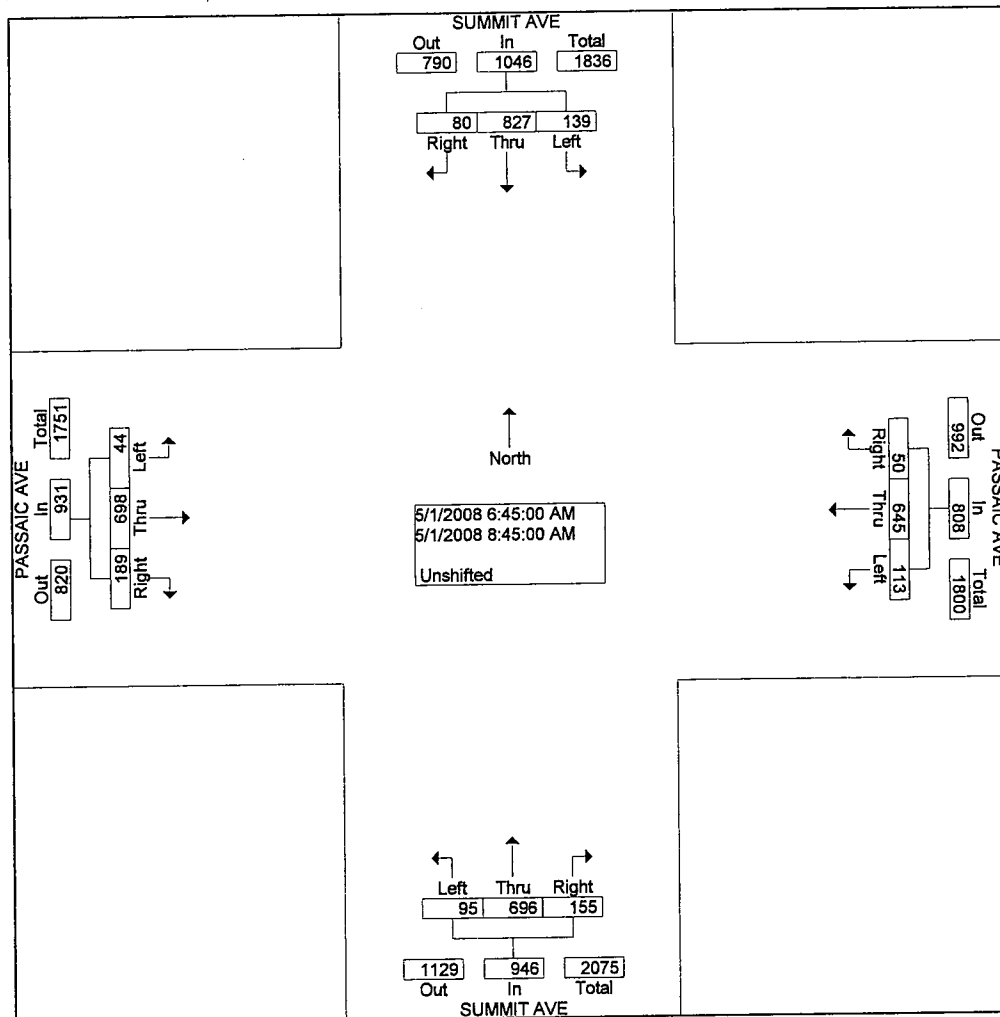 SUMMIT AVE
Out In Total
790 1046 1836
80 827 139
Right Thru Left
PASSAIC AVE
Total 1751
In 931
Out 820
44 Left
698 Thru
189 Right
North
5/1/2008 6:45:00 AM
5/1/2008 8:45:00 AM
Unshifted
Right 50
Thru 645
Left 113
Out 992
In 808
Total 1800
PASSAIC AVE
Left Thru Right
95 696 155
1129 946 2075
Out In Total
SUMMIT AVE